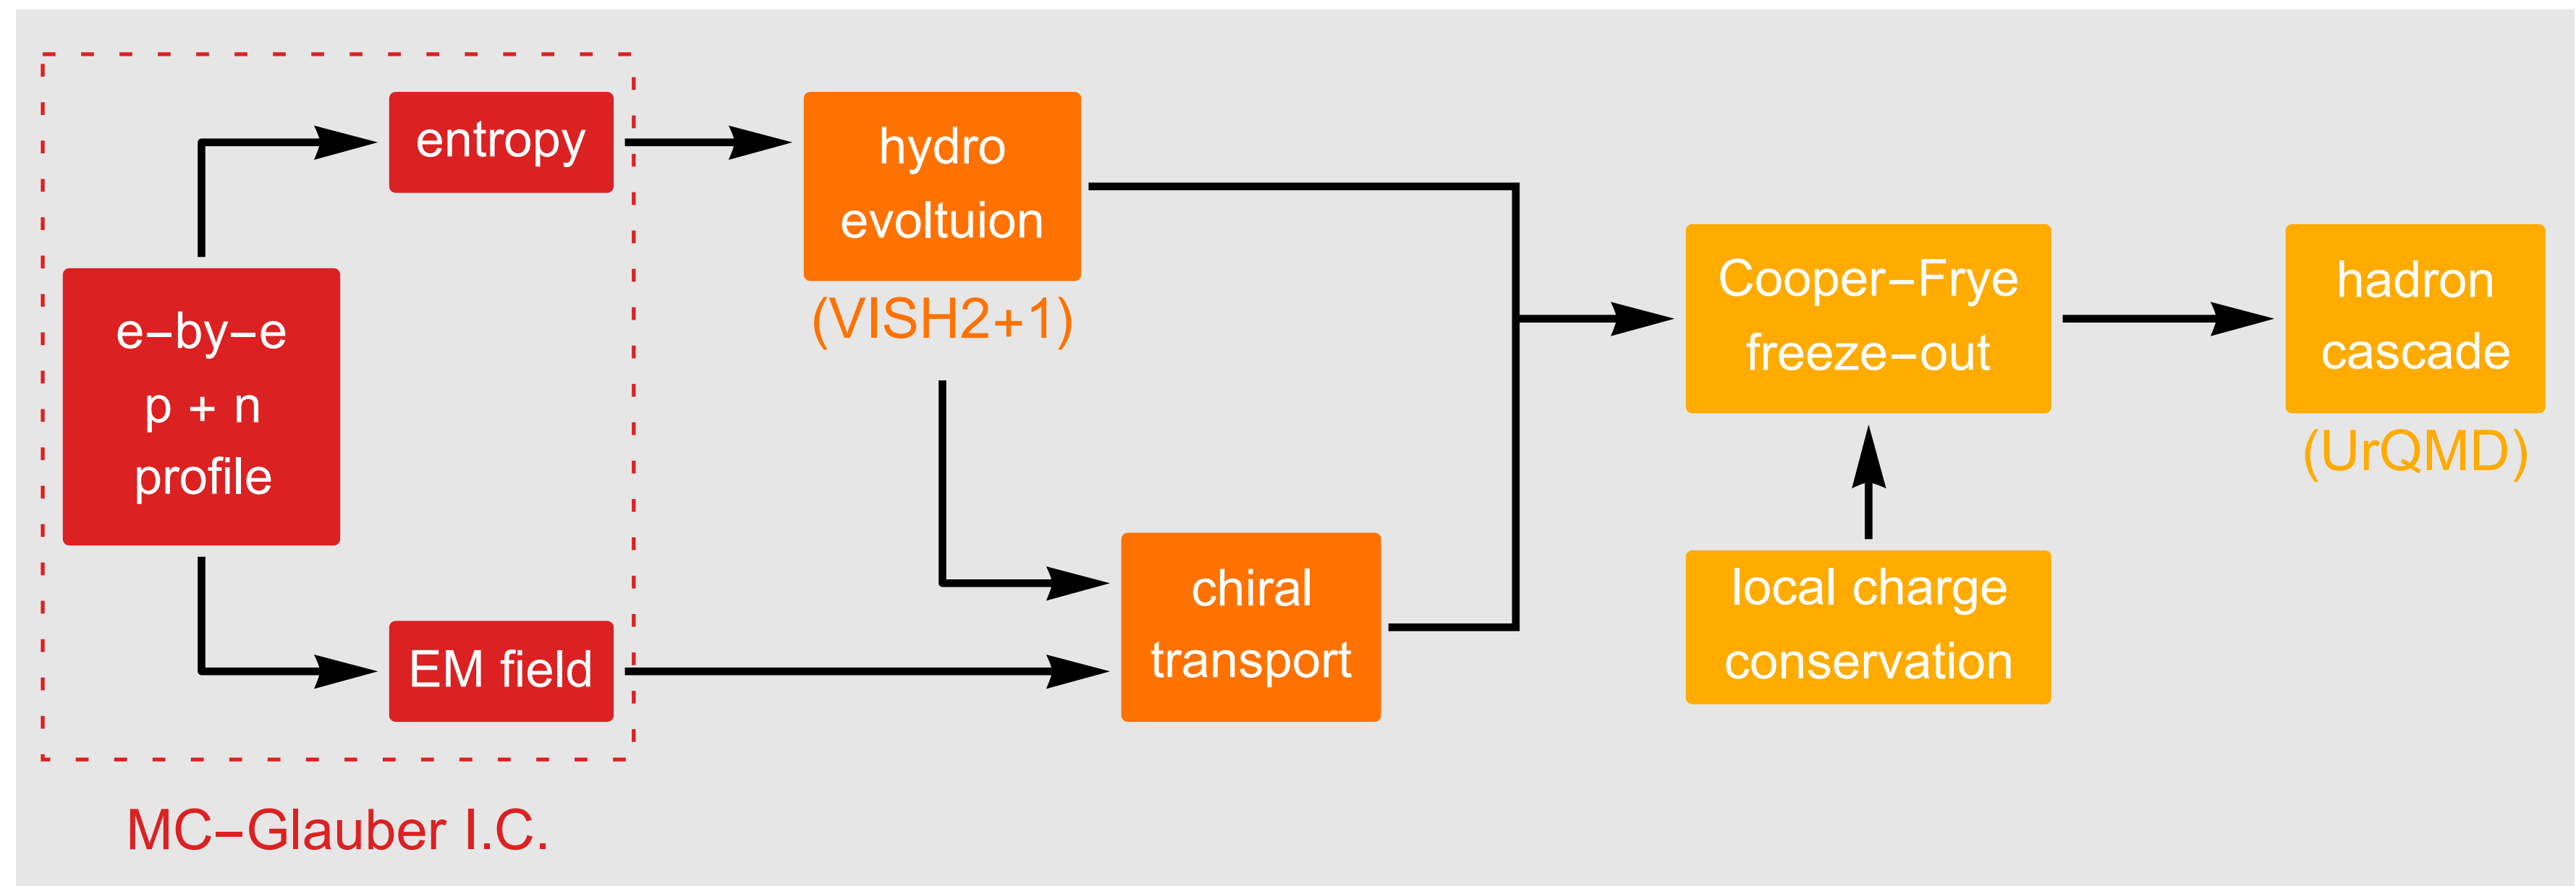 entropy
hydro
evoltuion
(VISH2+1)
e−by−e
p + n
profile
EM field
MC−Glauber I.C.
chiral
transport
Cooper−Frye
freeze−out
local charge
conservation
hadron
cascade
(UrQMD)